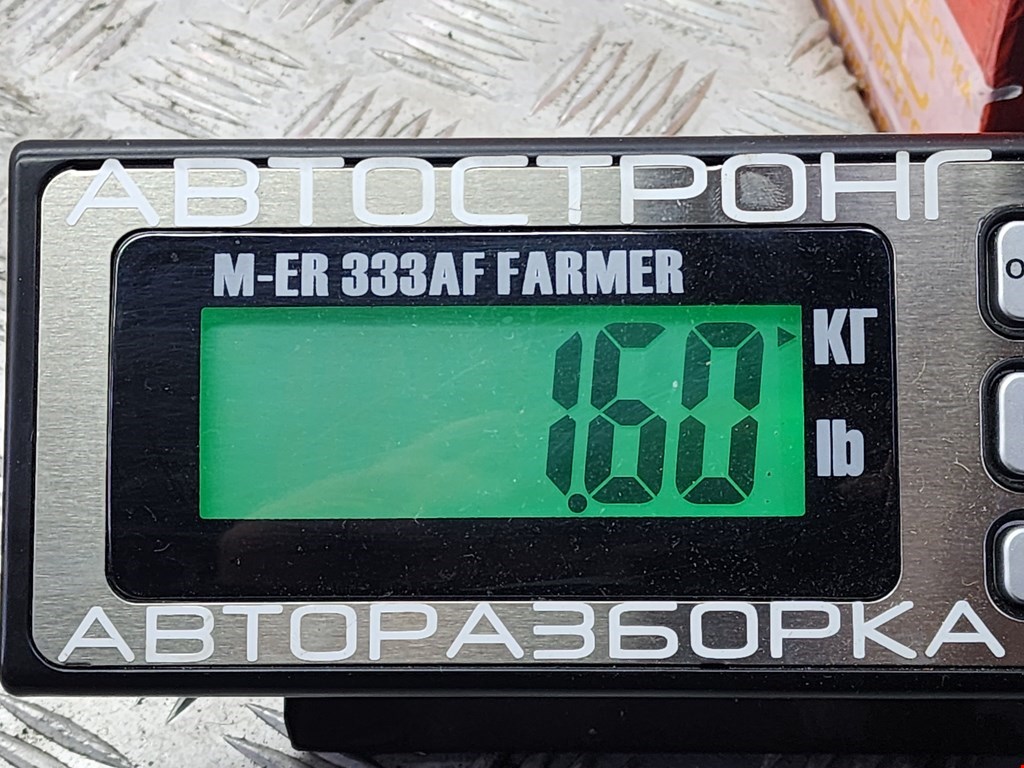 АВТОСТРОНГ
M-ER 333AF FARMER
1.60
КГ
lb
АВТОРАЗБОРКА